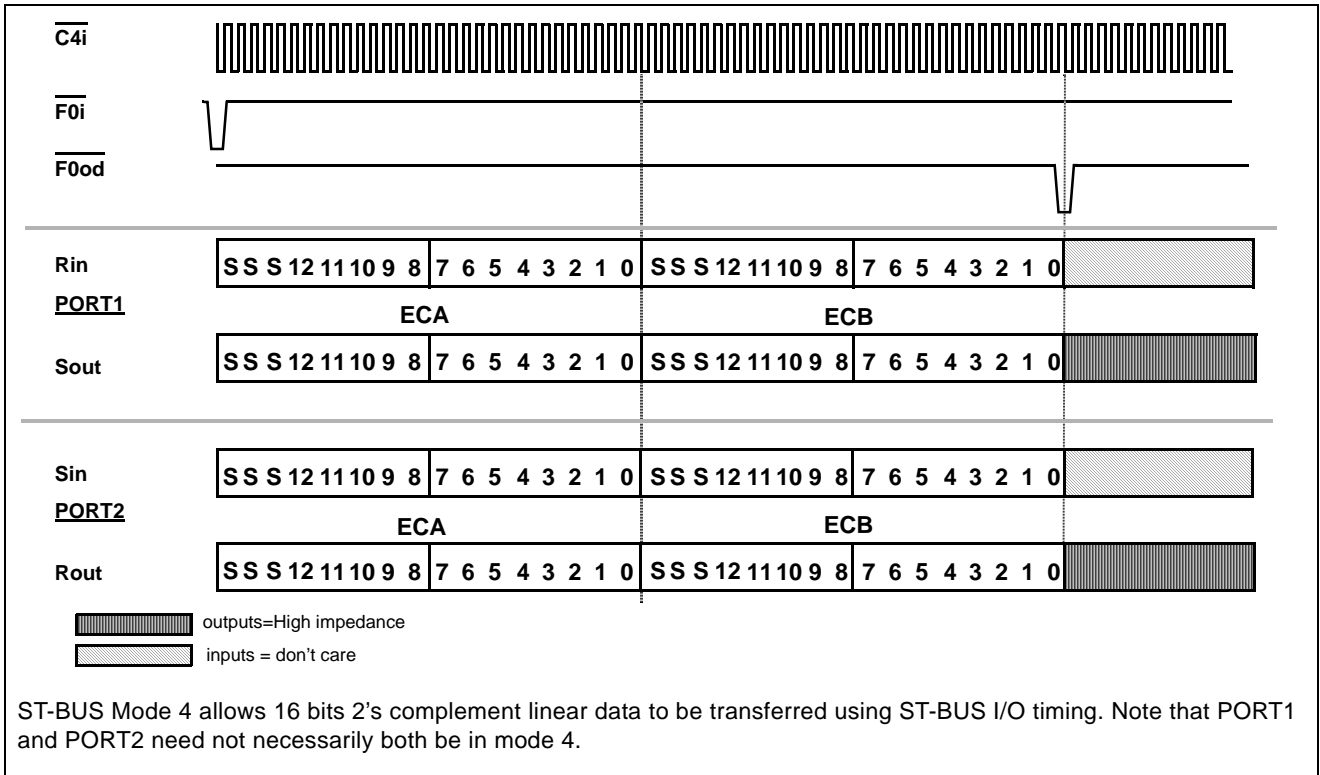 C4i
F0i
F0od
Rin
S S S 12 11 10 9 8 7 6 5 4 3 2 1 0 S S S 12 11 10 9 8 7 6 5 4 3 2 1 0
PORT1
ECA ECB
Sout
S S S 12 11 10 9 8 7 6 5 4 3 2 1 0 S S S 12 11 10 9 8 7 6 5 4 3 2 1 0
Sin
S S S 12 11 10 9 8 7 6 5 4 3 2 1 0 S S S 12 11 10 9 8 7 6 5 4 3 2 1 0
PORT2
ECA ECB
Rout
S S S 12 11 10 9 8 7 6 5 4 3 2 1 0 S S S 12 11 10 9 8 7 6 5 4 3 2 1 0
outputs=High impedance
inputs = don't care
ST-BUS Mode 4 allows 16 bits 2's complement linear data to be transferred using ST-BUS I/O timing. Note that PORT1
and PORT2 need not necessarily both be in mode 4.